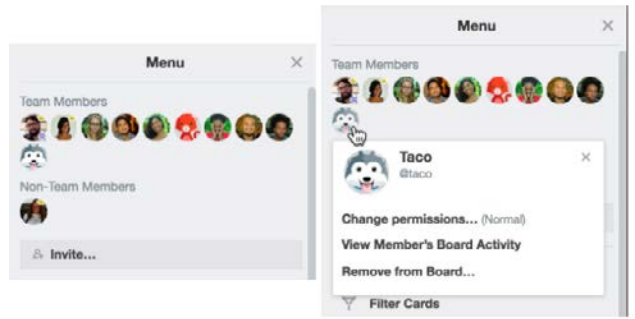 Menu
Team Members
Non-Team Members
Invite...
Menu
Team Members
Taco
@taco
Change permissions... (Normal)
View Member's Board Activity
Remove from Board...
Filter Cards